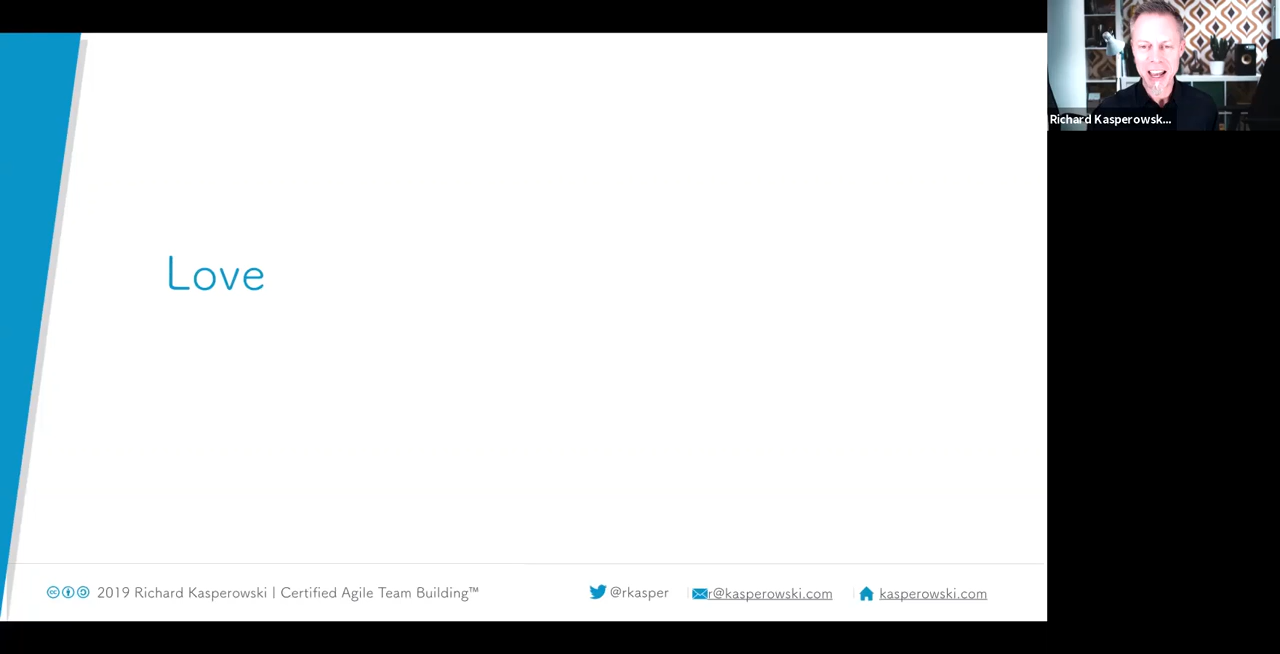 Richard Kasperowsk...
Love
2019 Richard Kasperowski | Certified Agile Team Building™
@rkasper
r@kasperowski.com
kasperowski.com